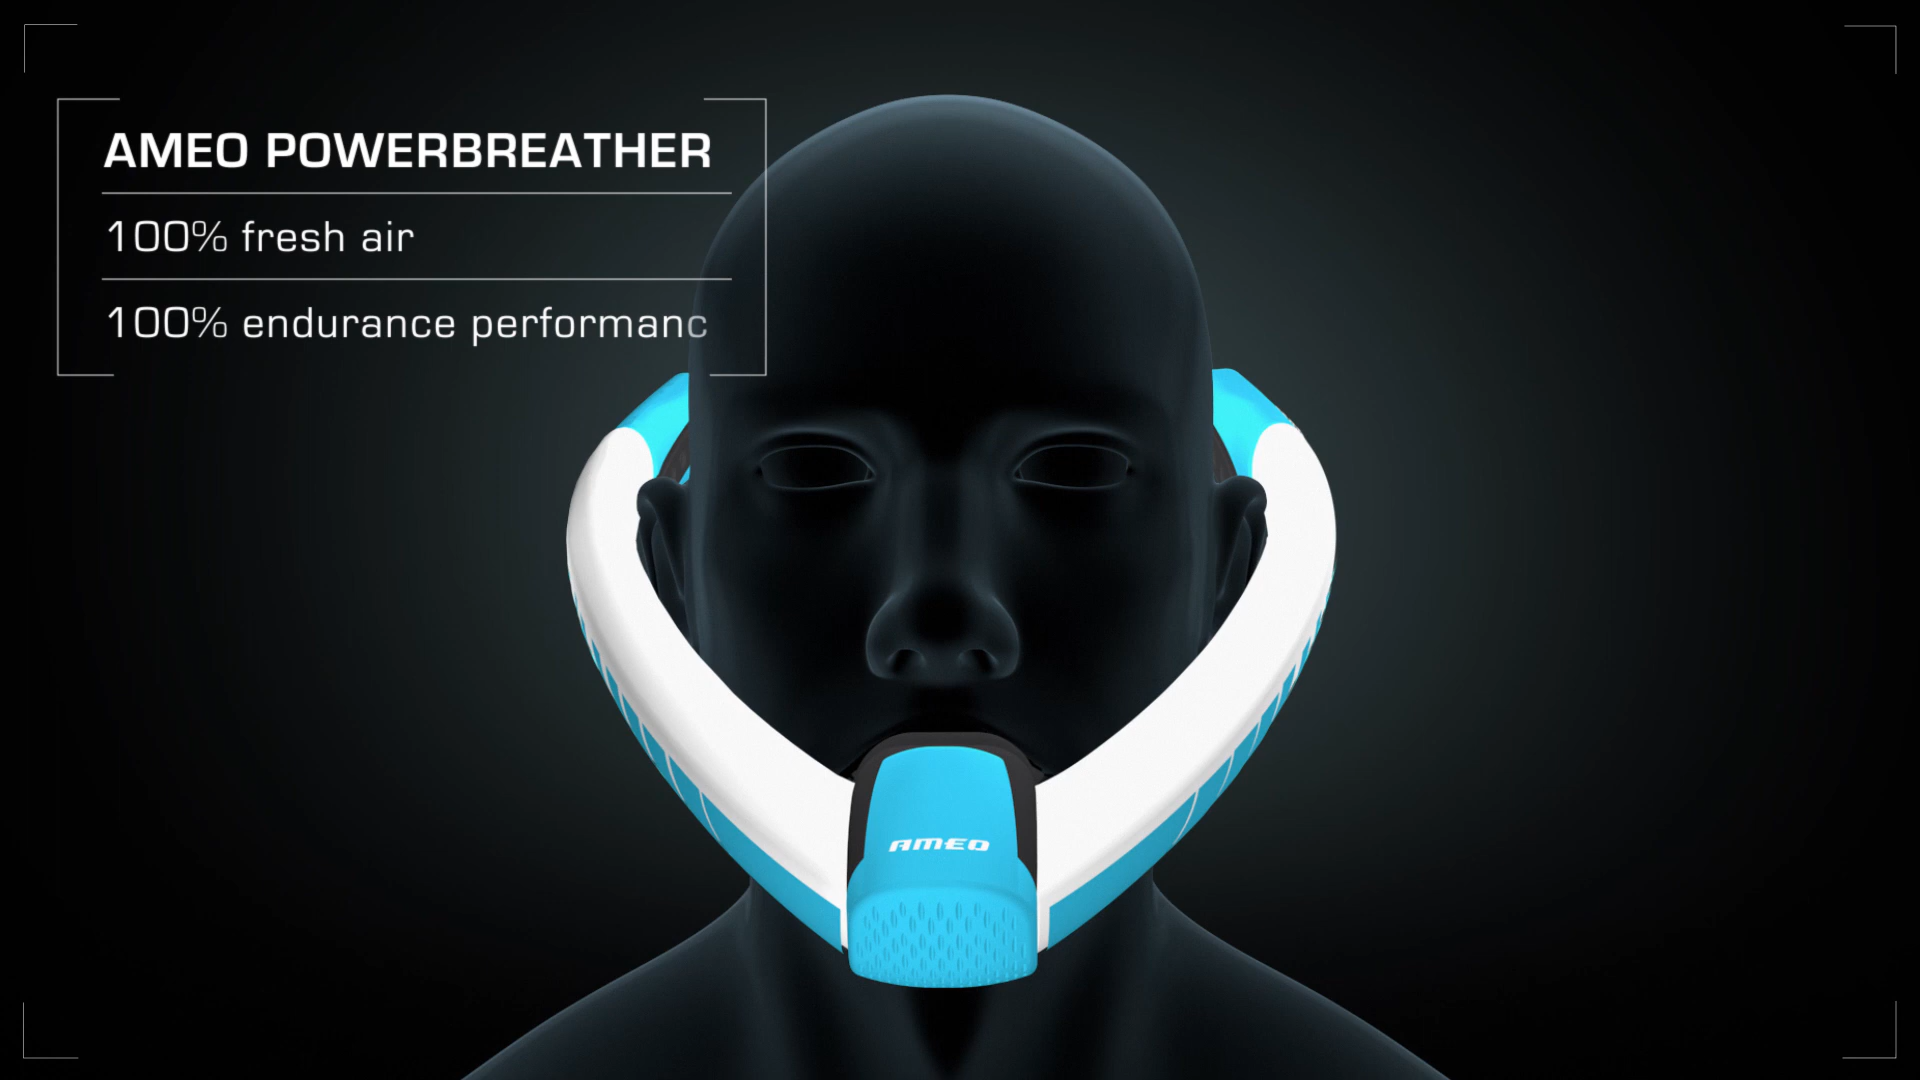 AMEO POWERBREATHER
100% fresh air
100% endurance performanc
AMEO